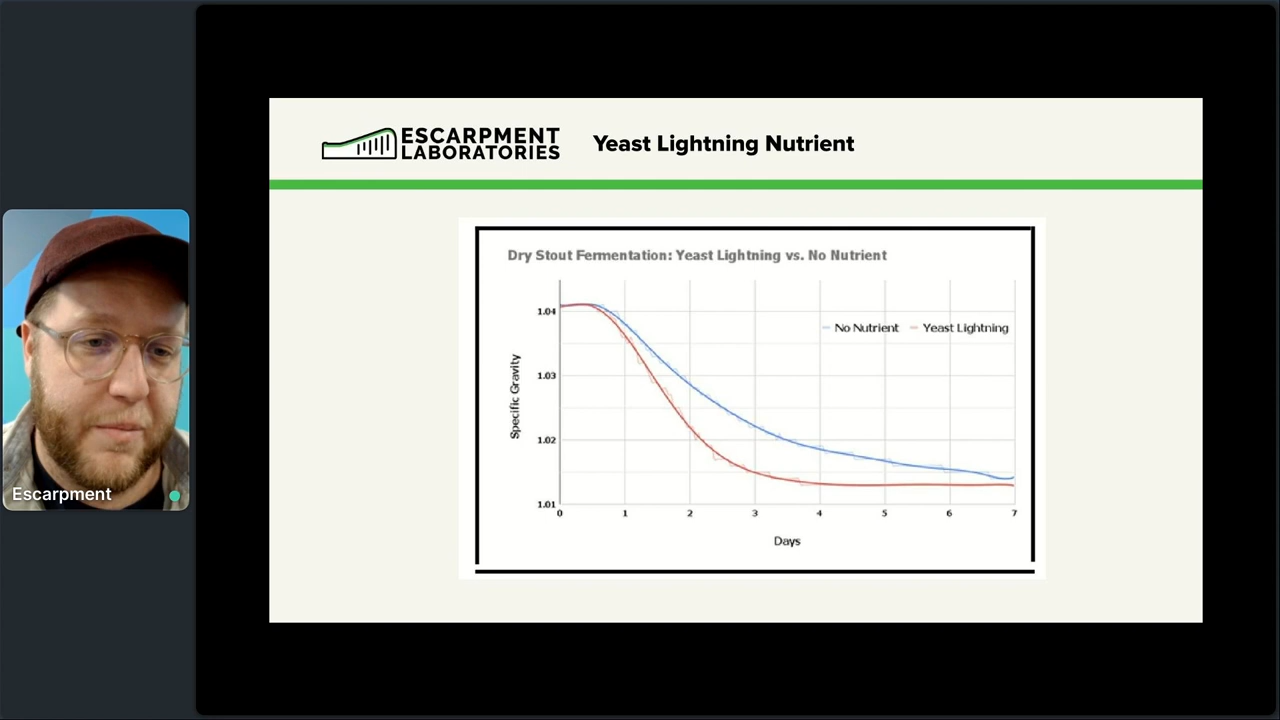 ESCARPMENT
LABORATORIES
Yeast Lightning Nutrient
Dry Stout Fermentation: Yeast Lightning vs. No Nutrient
No Nutrient
Yeast Lightning
Specific Gravity
1.04
1.03
1.02
1.01
0 1 2 3 4 5 6 7
Days
Escarpment